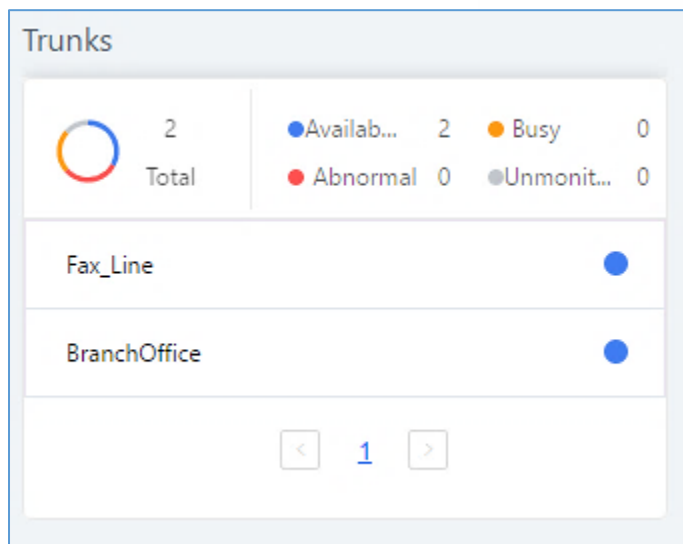 Trunks
2
Total
Availab... 2 Busy 0
Abnormal 0 Unmonit... 0
Fax_Line
BranchOffice
< 1 >